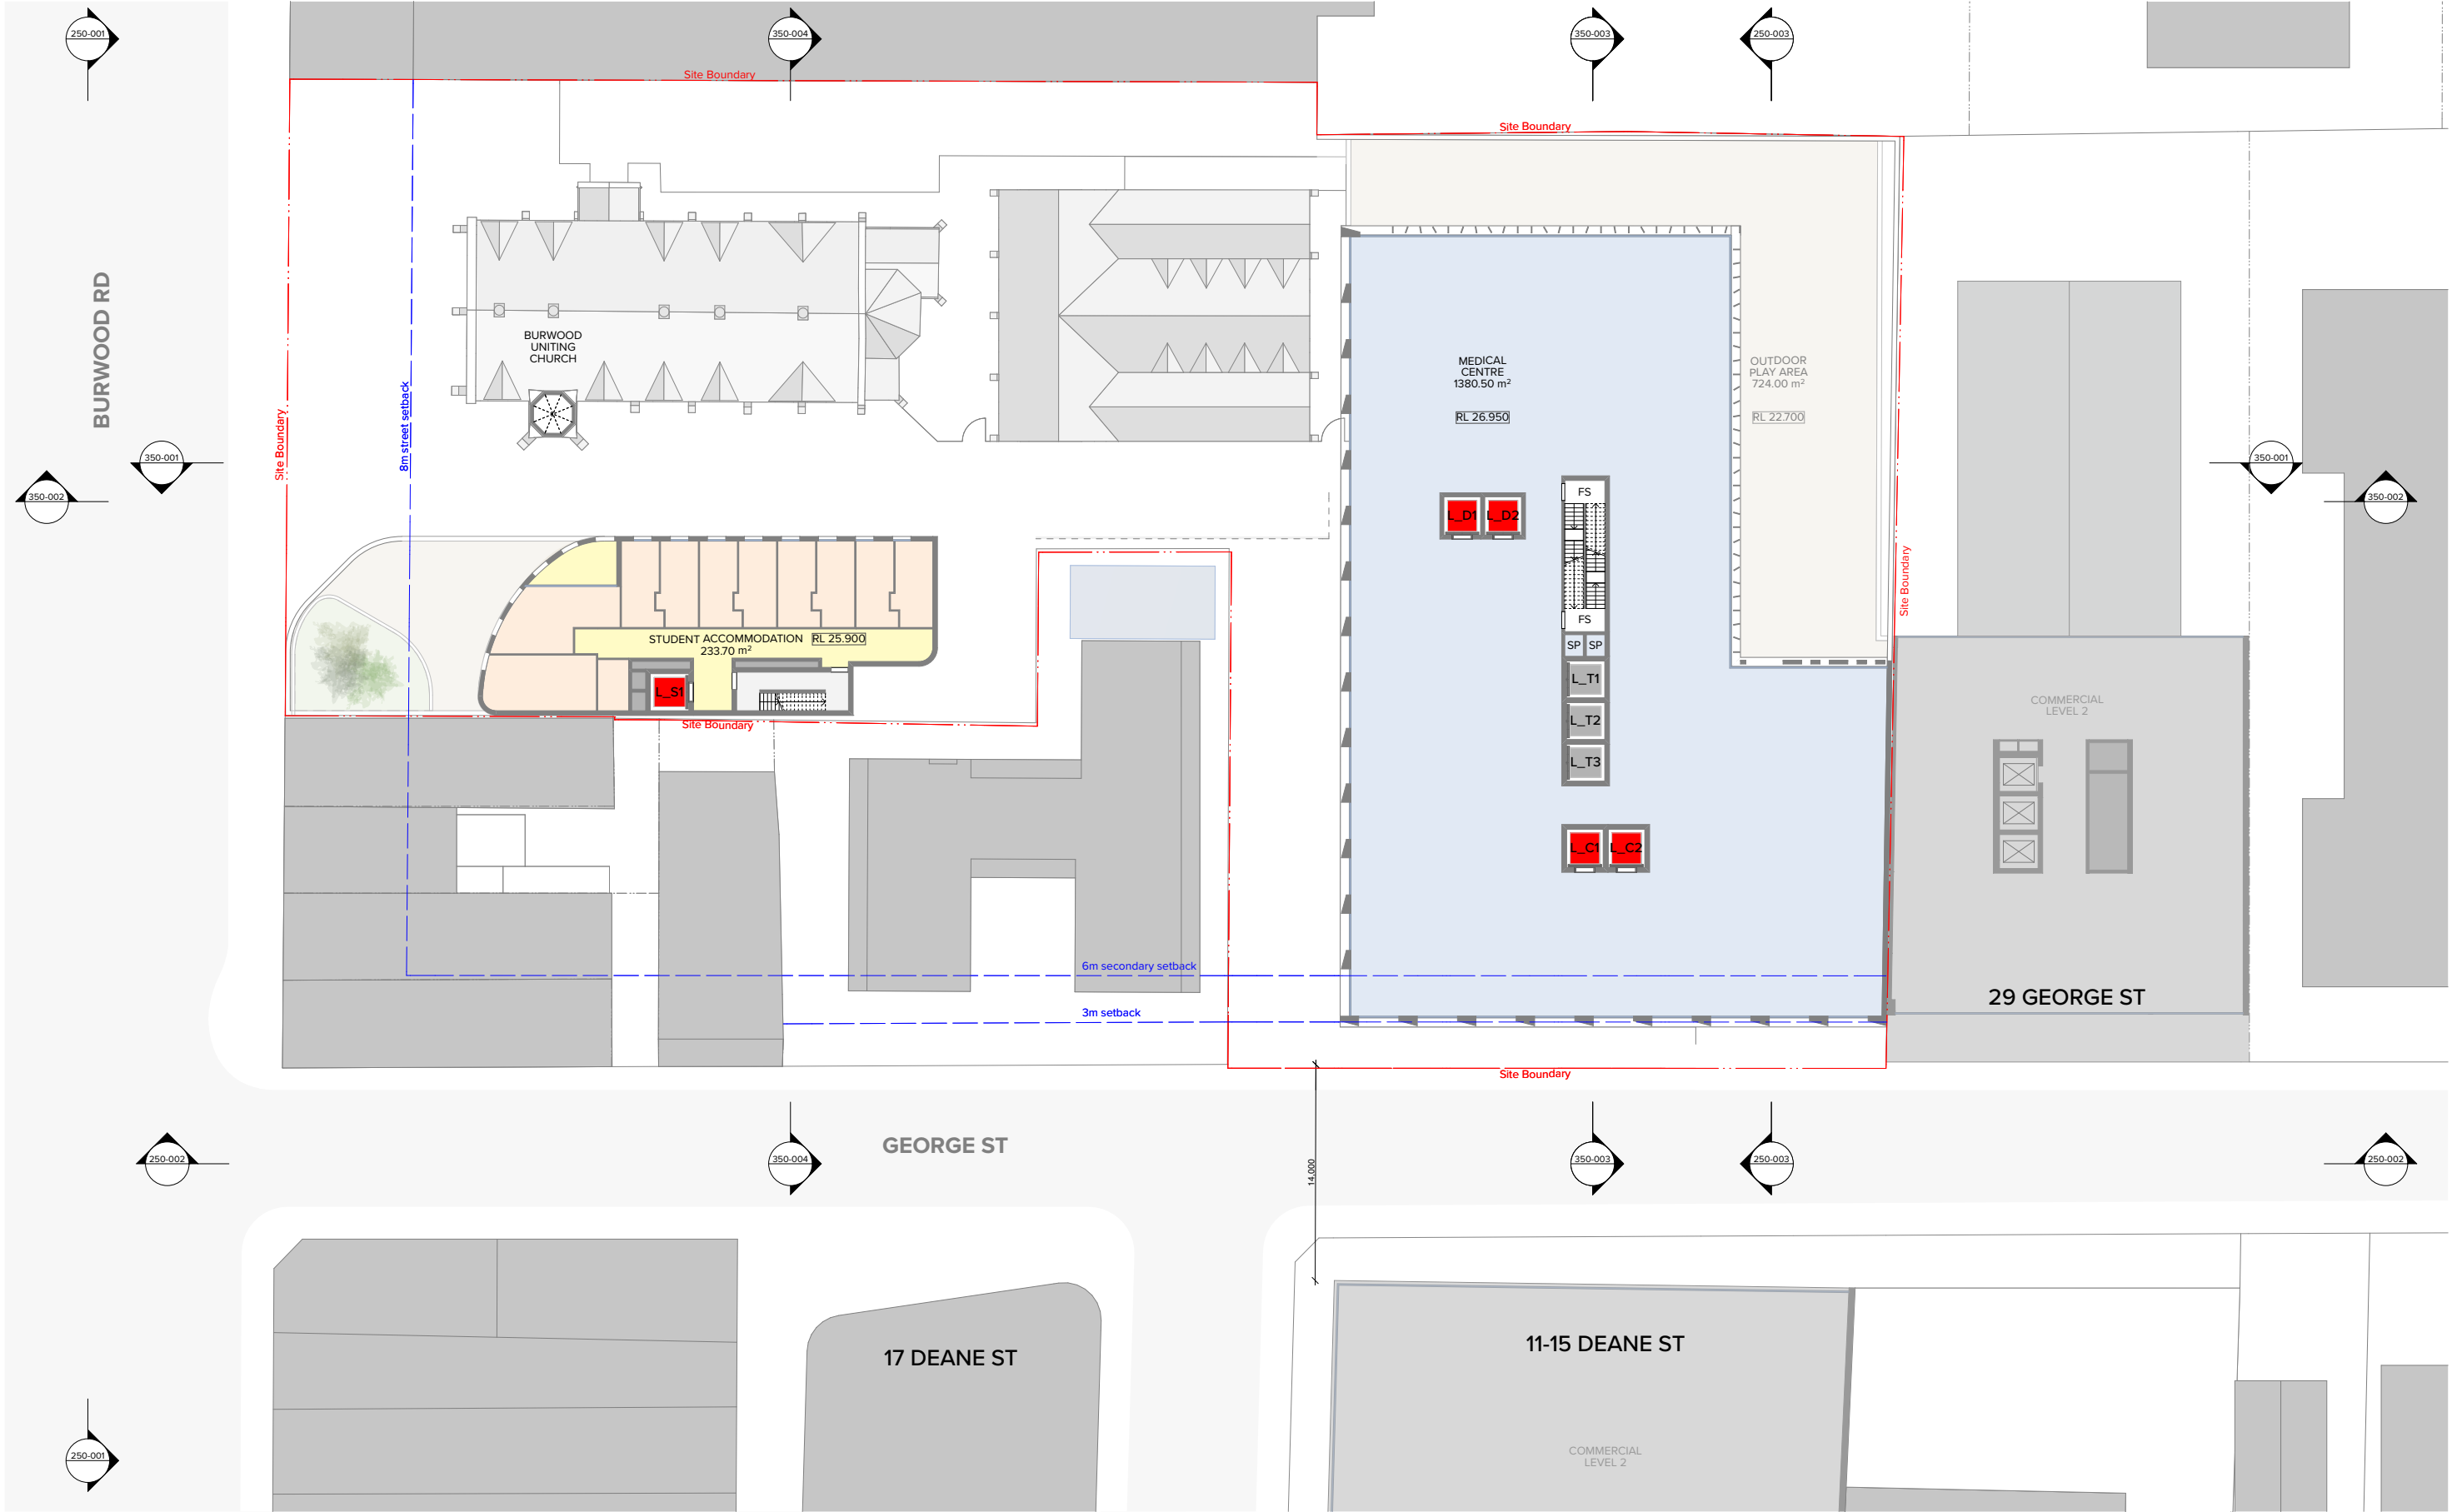 250-001
350-004
350-003
250-003
Site Boundary
Site Boundary
BURWOOD RD
Site Boundary
8m street setback
BURWOOD
UNITING
CHURCH
MEDICAL
CENTRE
1380.50 m²
RL 26.950
OUTDOOR
PLAY AREA
724.00 m²
RL 22.700
350-001
350-002
350-001
350-002
L_D1
L_D2
FS
FS
SP
SP
L_T1
L_T2
L_T3
L_C1
L_C2
Site Boundary
STUDENT ACCOMMODATION
RL 25.900
233.70 m²
L_S1
Site Boundary
COMMERCIAL
LEVEL 2
6m secondary setback
3m setback
29 GEORGE ST
Site Boundary
250-002
350-004
GEORGE ST
14,000
350-003
250-003
250-002
17 DEANE ST
11-15 DEANE ST
COMMERCIAL
LEVEL 2
250-001